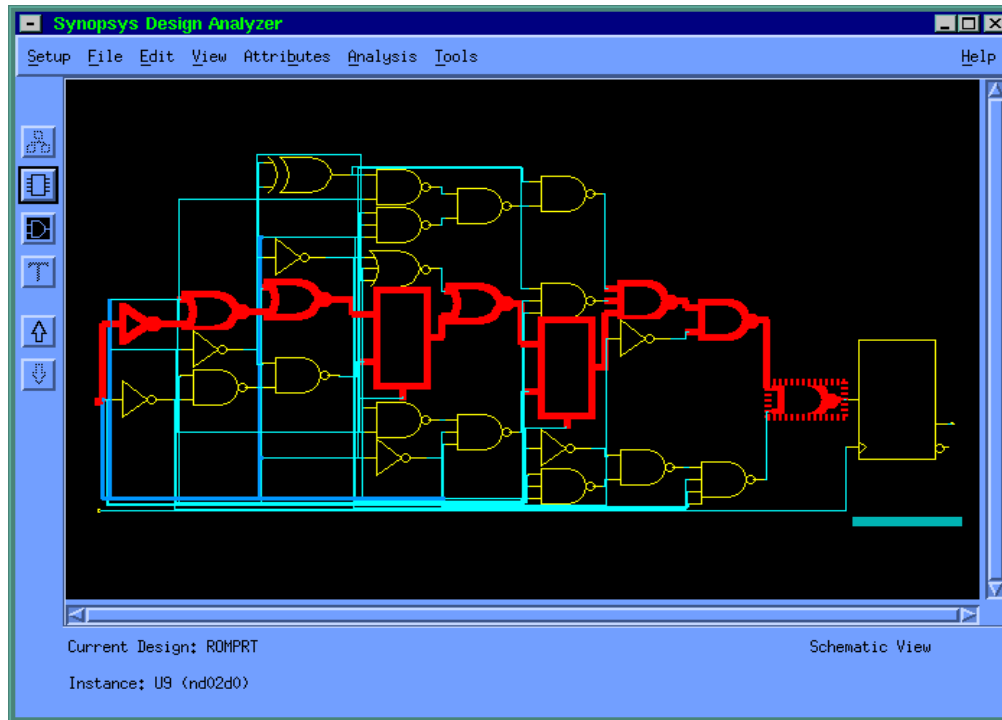 Synopsys Design Analyzer
Setup File Edit View Attributes Analysis Tools Help
Current Design: ROMPRT Schematic View
Instance: U9 (nd02d0)